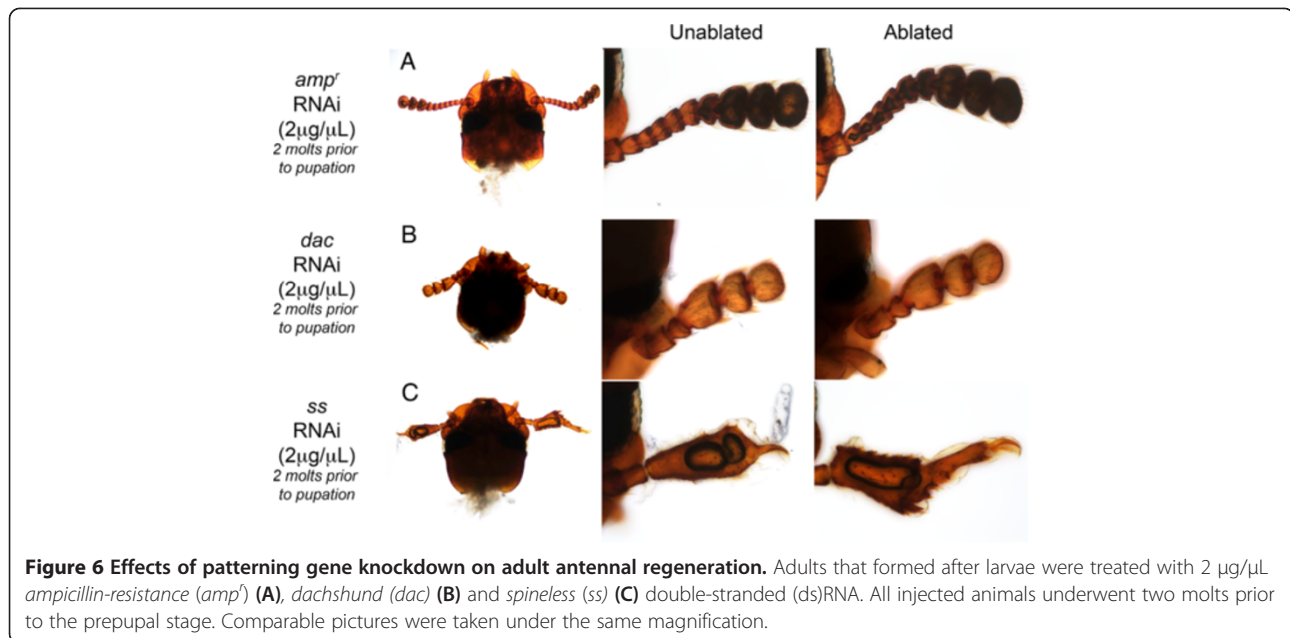 Unablated
Ablated
A
amp^r
RNAi
(2µg/µL)
2 molts prior
to pupation
B
dac
RNAi
(2µg/µL)
2 molts prior
to pupation
C
ss
RNAi
(2µg/µL)
2 molts prior
to pupation
Figure 6 Effects of patterning gene knockdown on adult antennal regeneration. Adults that formed after larvae were treated with 2 µg/µL
ampicillin-resistance (amp^r) (A), dachshund (dac) (B) and spineless (ss) (C) double-stranded (ds)RNA. All injected animals underwent two molts prior
to the prepupal stage. Comparable pictures were taken under the same magnification.